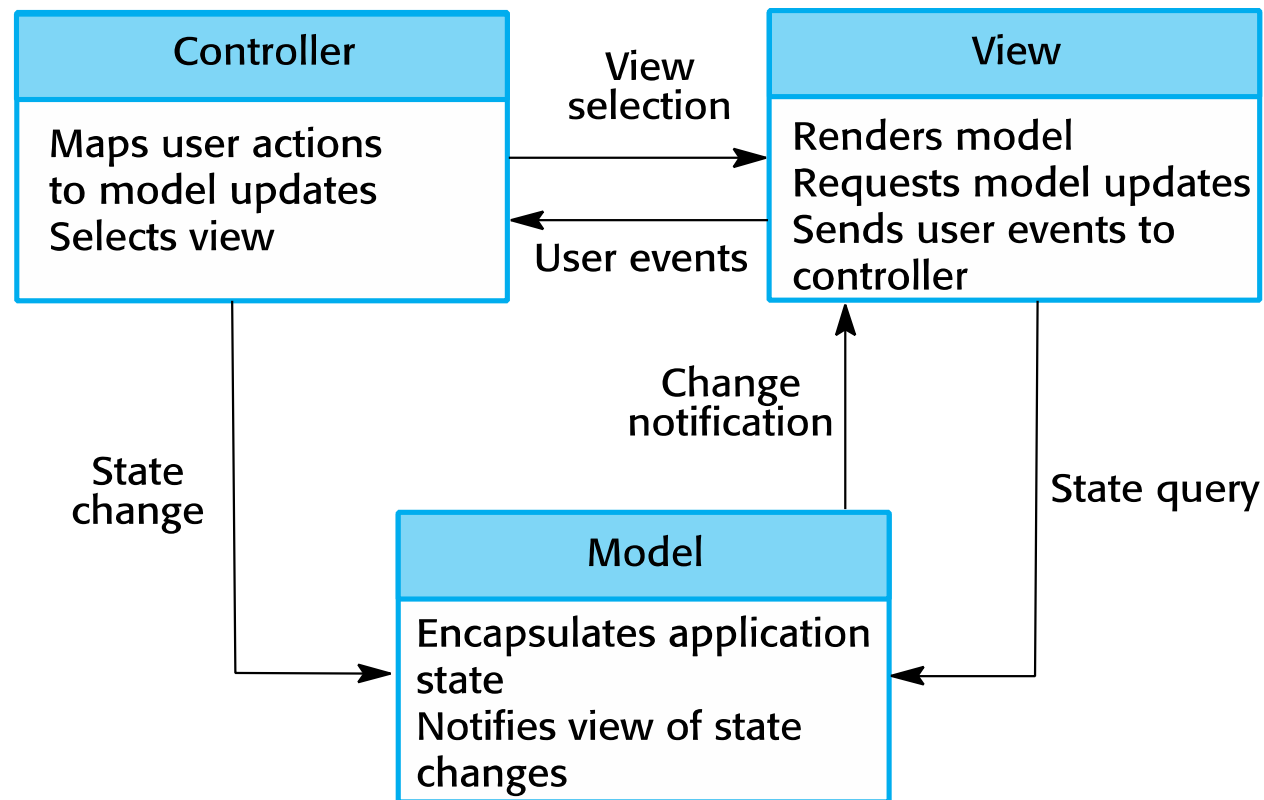 Controller
Maps user actions
to model updates
Selects view
View
selection
User events
View
Renders model
Requests model updates
Sends user events to
controller
State
change
Change
notification
State query
Model
Encapsulates application
state
Notifies view of state
changes